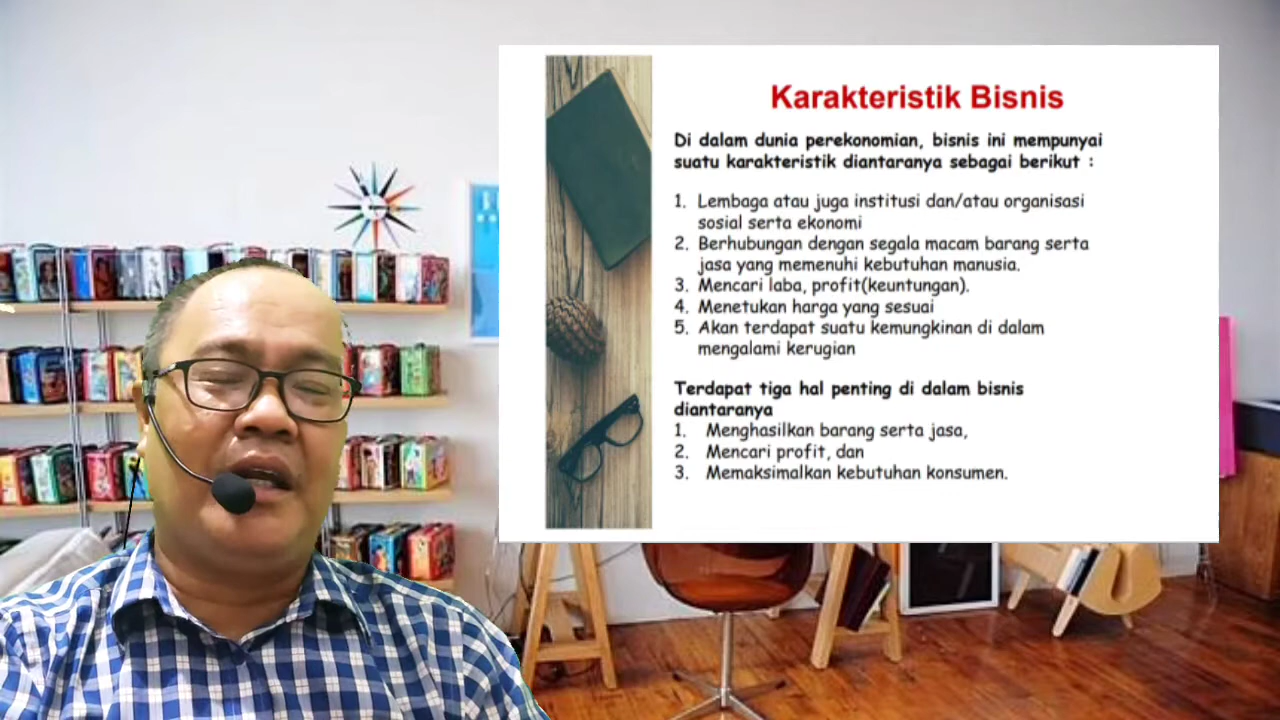 Karakteristik Bisnis
Di dalam dunia perekonomian, bisnis ini mempunyai
suatu karakteristik diantaranya sebagai berikut :
1. Lembaga atau juga institusi dan/atau organisasi
sosial serta ekonomi
2. Berhubungan dengan segala macam barang serta
jasa yang memenuhi kebutuhan manusia.
3. Mencari laba, profit(keuntungan).
4. Menetukan harga yang sesuai
5. Akan terdapat suatu kemungkinan di dalam
mengalami kerugian
Terdapat tiga hal penting di dalam bisnis
diantaranya
1. Menghasilkan barang serta jasa,
2. Mencari profit, dan
3. Memaksimalkan kebutuhan konsumen.